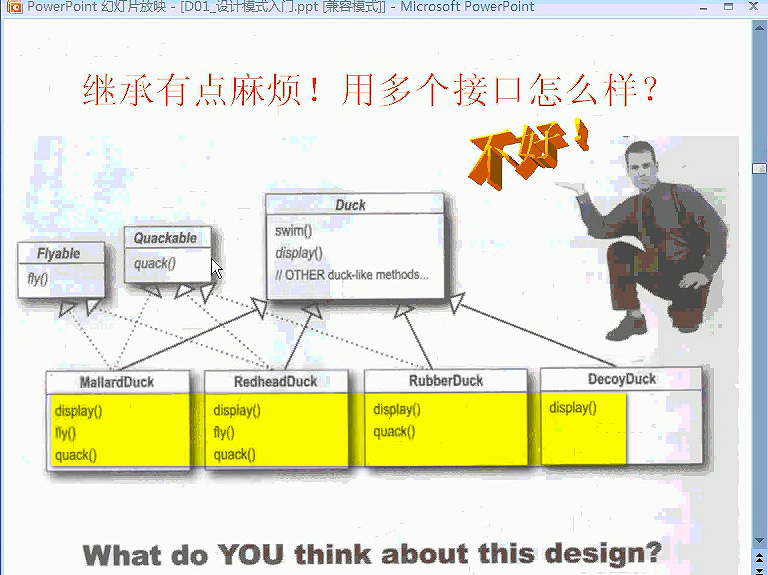 PowerPoint 幻灯片放映 - [D01_设计模式入门.ppt [兼容模式]] - Microsoft PowerPoint
继承有点麻烦！用多个接口怎么样？
不好！
Duck
swim()
display()
// OTHER duck-like methods...
Quackable
quack()
Flyable
fly()
MallardDuck
display()
fly()
quack()
RedheadDuck
display()
fly()
quack()
RubberDuck
display()
quack()
DecoyDuck
display()
What do YOU think about this design?